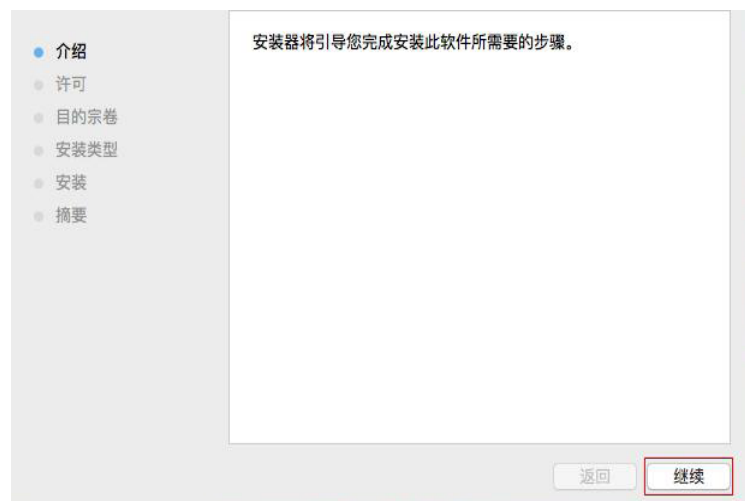 介绍
许可
目的宗卷
安装类型
安装
摘要
安装器将引导您完成安装此软件所需要的步骤。
返回
继续